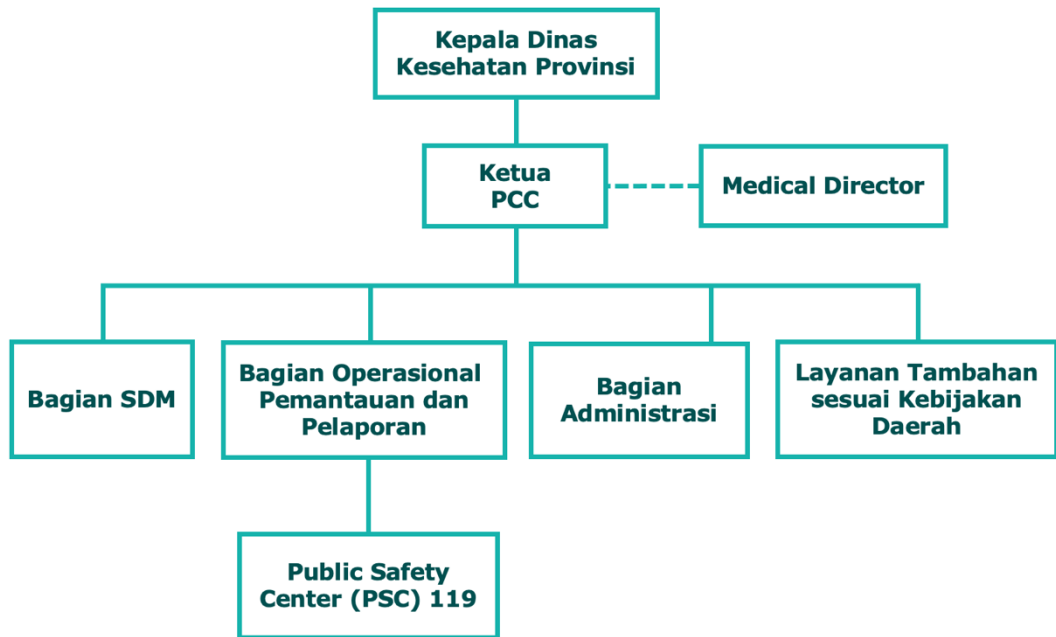 Kepala Dinas
Kesehatan Provinsi
Ketua
PCC
Medical Director
Bagian SDM
Bagian Operasional
Pemantauan dan
Pelaporan
Bagian
Administrasi
Layanan Tambahan
sesuai Kebijakan
Daerah
Public Safety
Center (PSC) 119